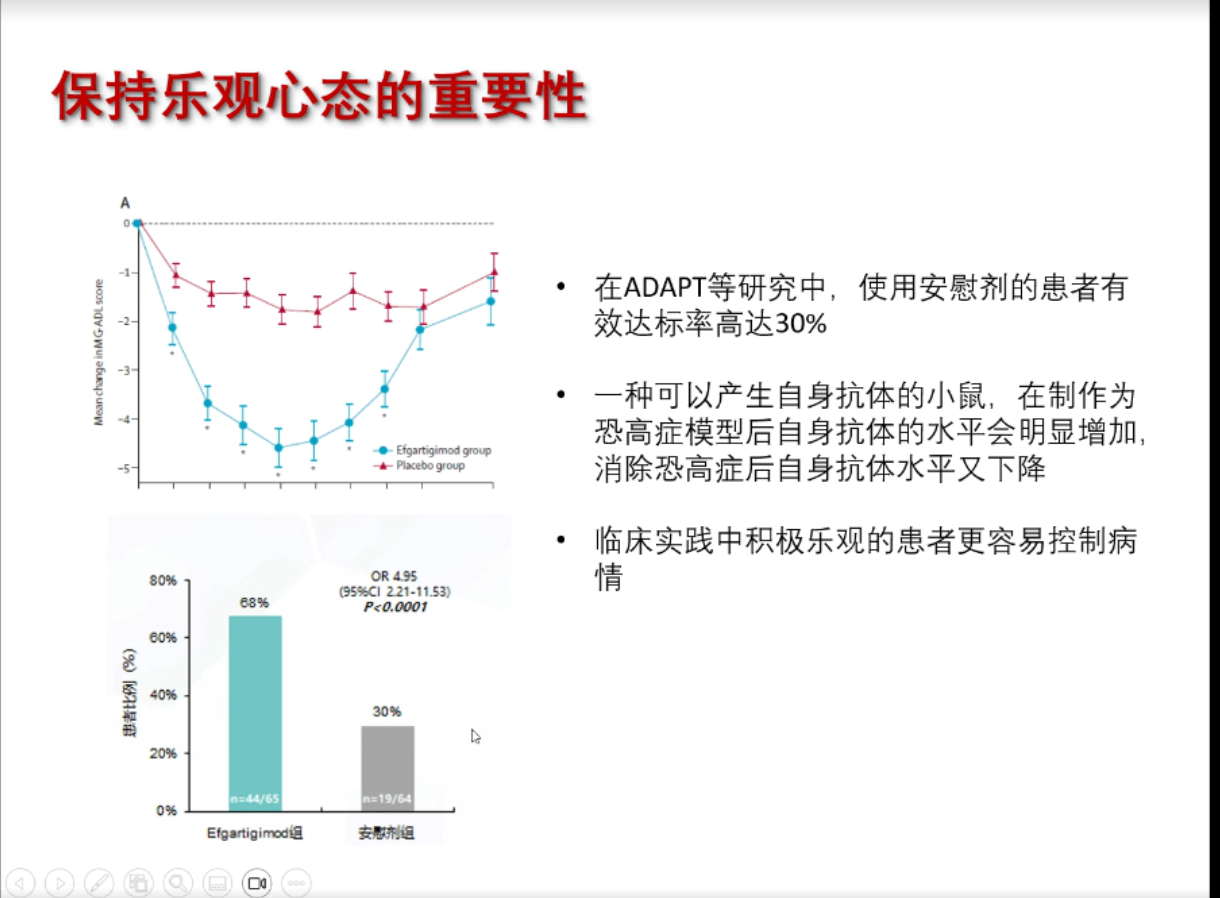 保持乐观心态的重要性
A
0
-1
-2
-3
-4
-5
Mean change in MG-ADL score
* * * * * * *
Efgartigimod group
Placebo group
80%
60%
40%
20%
0%
患者比例 (%)
OR 4.95
(95%CI 2.21-11.53)
P<0.0001
68%
30%
n=44/65
n=19/64
Efgartigimod组
安慰剂组
• 在ADAPT等研究中，使用安慰剂的患者有
效达标率高达30%
• 一种可以产生自身抗体的小鼠，在制作为
恐高症模型后自身抗体的水平会明显增加，
消除恐高症后自身抗体水平又下降
• 临床实践中积极乐观的患者更容易控制病
情